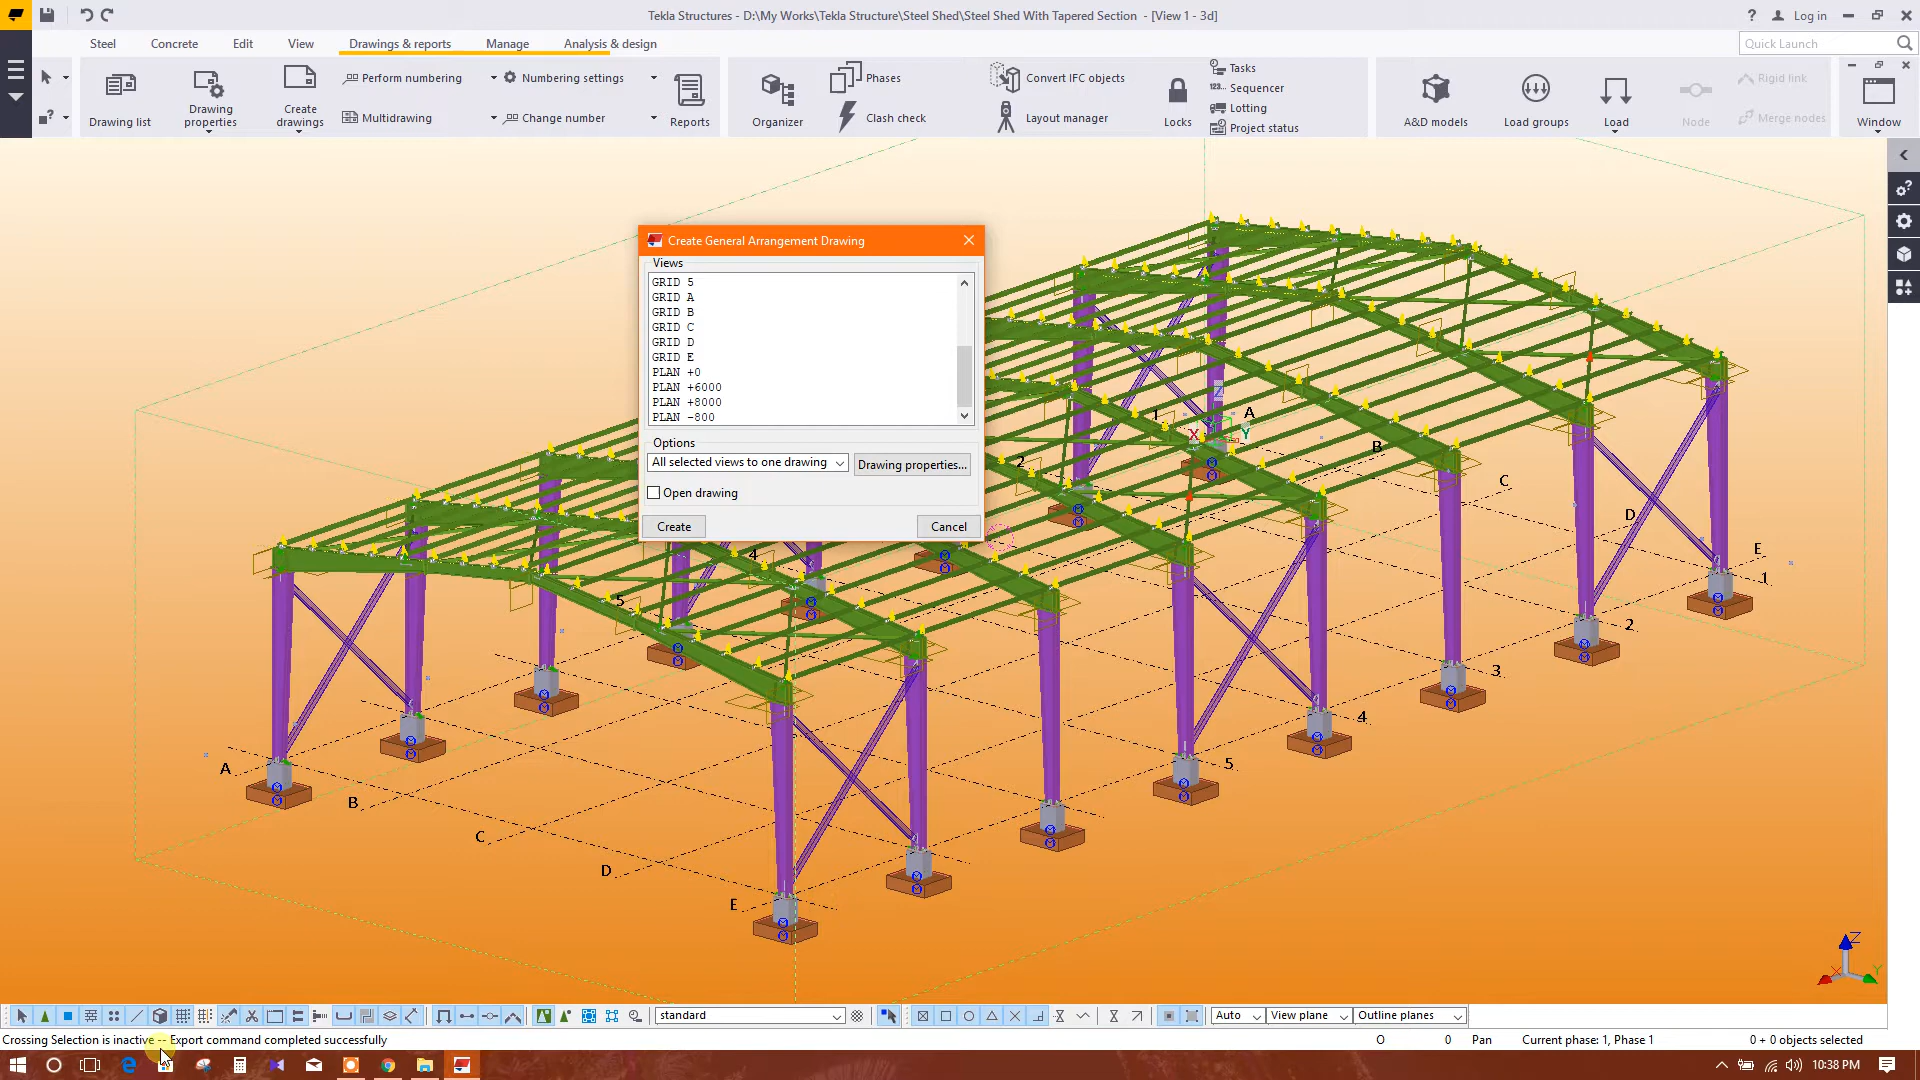 Tekla Structures - D:\My Works\Tekla Structure\Steel Shed\Steel Shed With Tapered Section - [View 1 - 3d]
? Log in
Steel Concrete Edit View Drawings & reports Manage Analysis & design
Quick Launch
Drawing list
Drawing properties
Create drawings
Perform numbering
Multidrawing
Numbering settings
Change number
Reports
Organizer
Phases
Clash check
Convert IFC objects
Layout manager
Locks
Tasks
123... Sequencer
Lotting
Project status
A&D models
Load groups
Load
Node
Rigid link
Merge nodes
Window
Create General Arrangement Drawing
Views
GRID 5
GRID A
GRID B
GRID C
GRID D
GRID E
PLAN +0
PLAN +6000
PLAN +8000
PLAN -800
Options
All selected views to one drawing
Drawing properties...
Open drawing
Create
Cancel
1 A
Z
X Y
B
2
C
D
E
1
2
3
4
5
4
5
A
B
C
D
E
Z
X Y
standard
Auto
View plane
Outline planes
Crossing Selection is inactive -- Export command completed successfully
O 0 Pan Current phase: 1, Phase 1 0 + 0 objects selected
10:38 PM